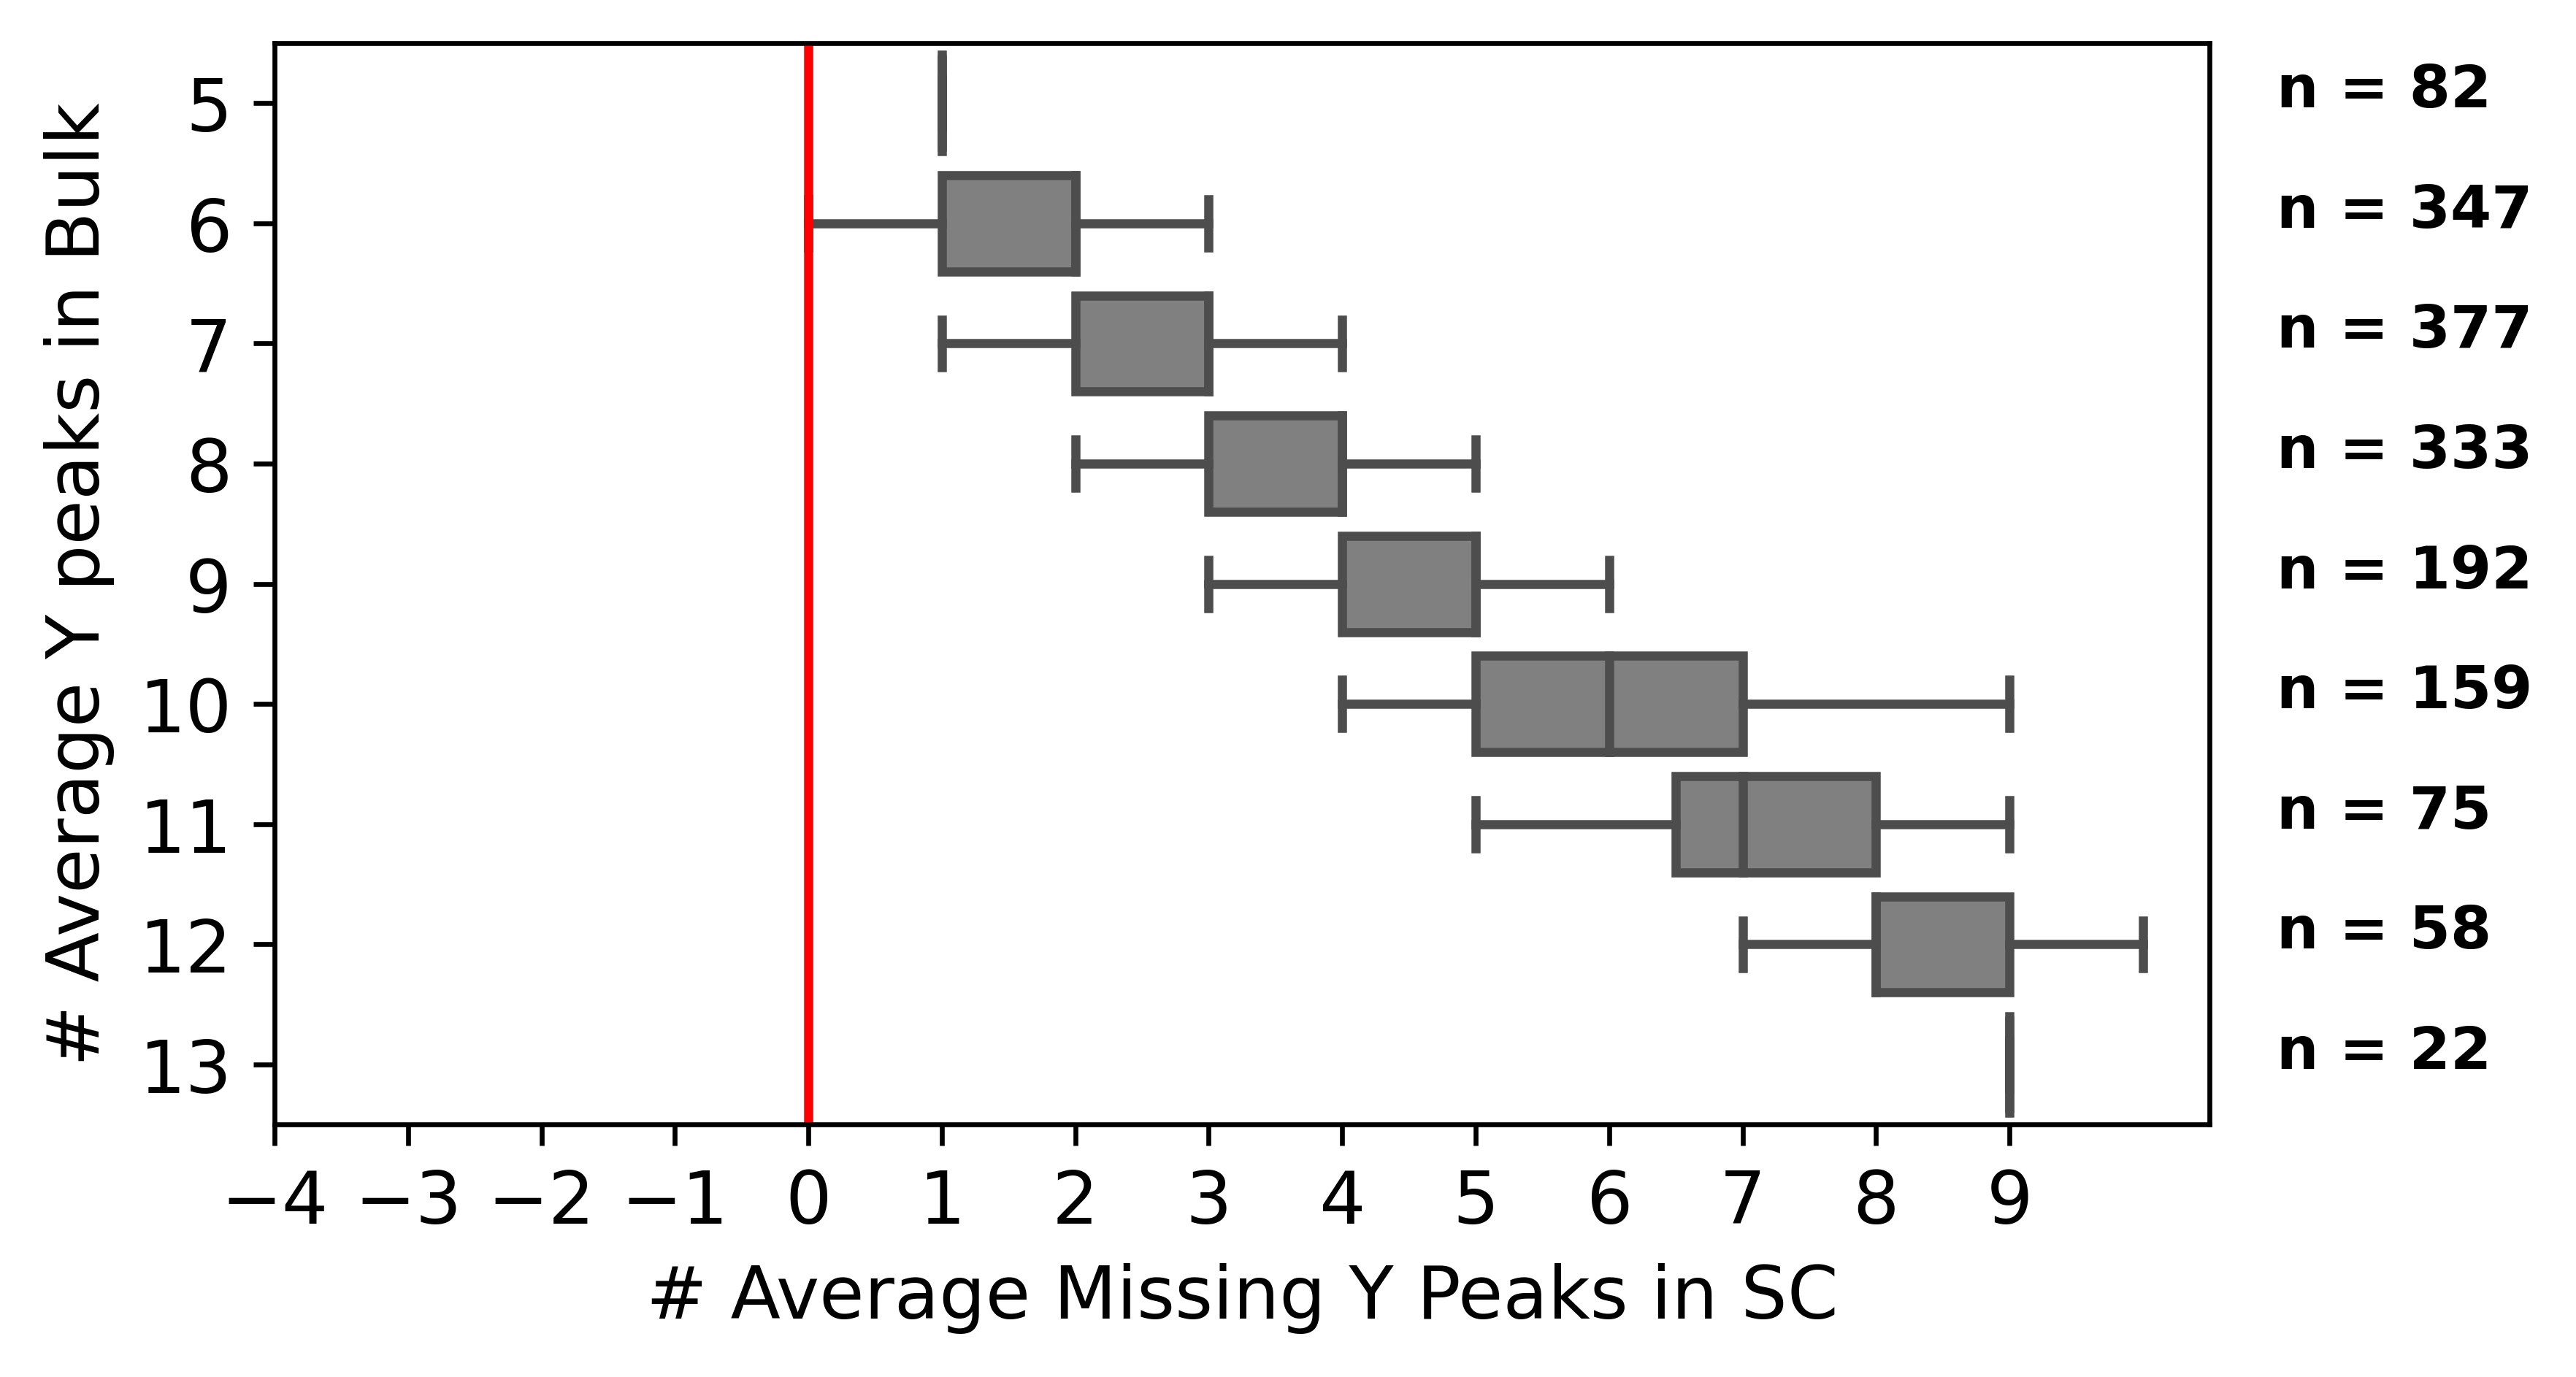 # Average Y peaks in Bulk
5 n = 82
6 n = 347
7 n = 377
8 n = 333
9 n = 192
10 n = 159
11 n = 75
12 n = 58
13 n = 22
−4 −3 −2 −1 0 1 2 3 4 5 6 7 8 9
# Average Missing Y Peaks in SC